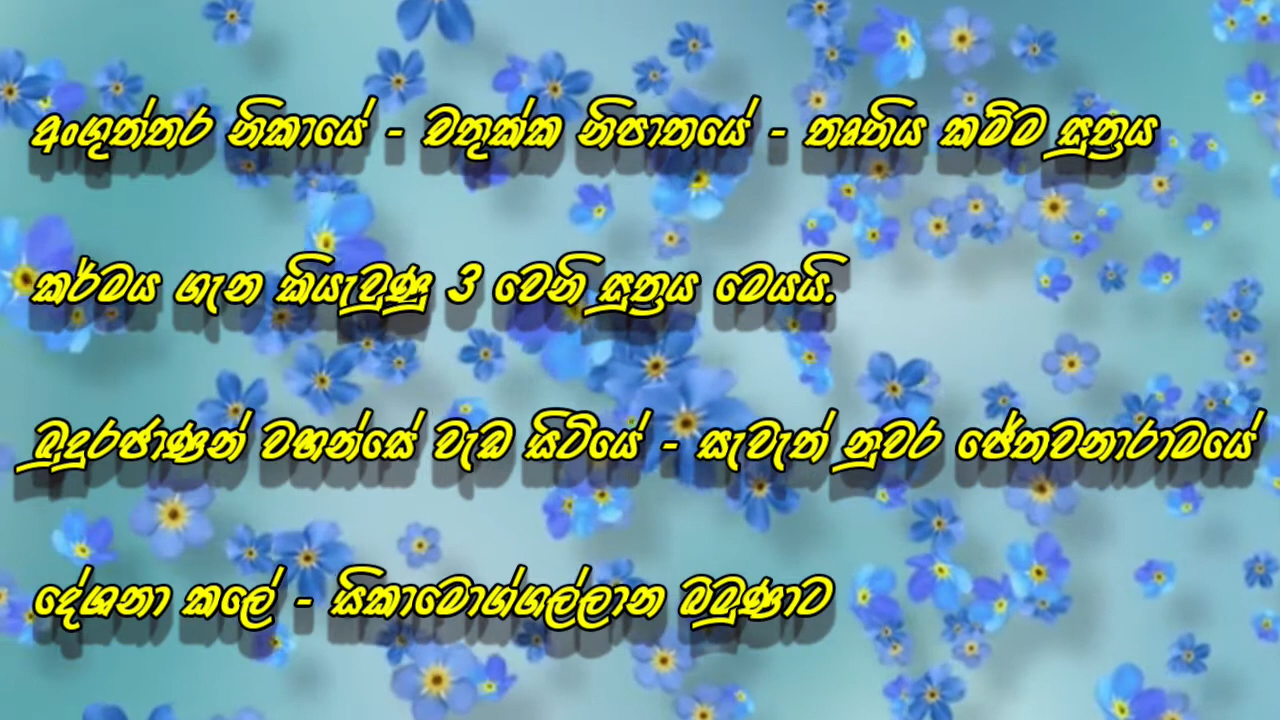 අංගුත්තර නිකායේ - චතුක්ක නිපාතයේ - තෘතිය කම්ම සූත්‍රය
කර්මය ගැන කියැවුණු 3 වෙනි සූත්‍රය මෙයයි.
බුදුරජාණන් වහන්සේ වැඩ සිටියේ - සැවැත් නුවර ජේතවනාරාමයේ
දේශනා කලේ - සිකාමොග්ගල්ලාන බමුණාට